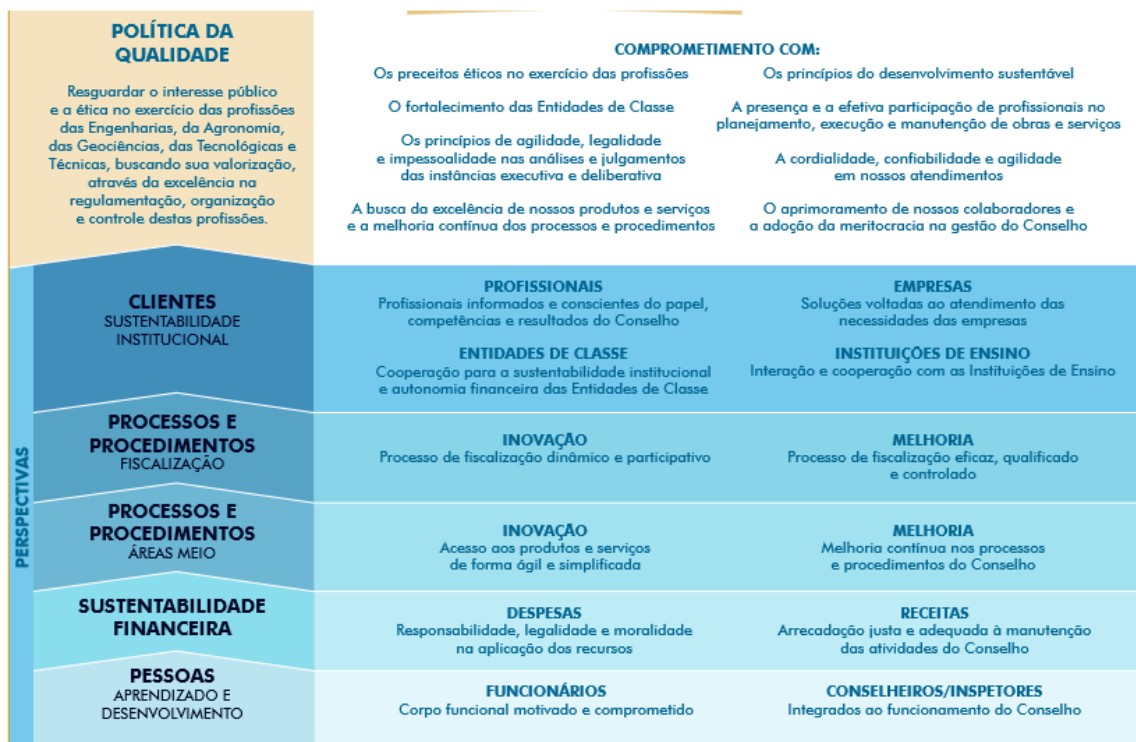 POLÍTICA DA
QUALIDADE
Resguardar o interesse público
e a ética no exercício das profissões
das Engenharias, da Agronomia,
das Geociências, das Tecnológicas e
Técnicas, buscando sua valorização,
através da excelência na
regulamentação, organização
e controle destas profissões.
COMPROMETIMENTO COM:
Os preceitos éticos no exercício das profissões
O fortalecimento das Entidades de Classe
Os princípios de agilidade, legalidade
e impessoalidade nas análises e julgamentos
das instâncias executiva e deliberativa
A busca da excelência de nossos produtos e serviços
e a melhoria contínua dos processos e procedimentos
Os princípios do desenvolvimento sustentável
A presença e a efetiva participação de profissionais no
planejamento, execução e manutenção de obras e serviços
A cordialidade, confiabilidade e agilidade
em nossos atendimentos
O aprimoramento de nossos colaboradores e
a adoção da meritocracia na gestão do Conselho
PERSPECTIVAS
CLIENTES
SUSTENTABILIDADE
INSTITUCIONAL
PROFISSIONAIS
Profissionais informados e conscientes do papel,
competências e resultados do Conselho
EMPRESAS
Soluções voltadas ao atendimento das
necessidades das empresas
ENTIDADES DE CLASSE
Cooperação para a sustentabilidade institucional
e autonomia financeira das Entidades de Classe
INSTITUIÇÕES DE ENSINO
Interação e cooperação com as Instituições de Ensino
PROCESSOS E
PROCEDIMENTOS
FISCALIZAÇÃO
INOVAÇÃO
Processo de fiscalização dinâmico e participativo
MELHORIA
Processo de fiscalização eficaz, qualificado
e controlado
PROCESSOS E
PROCEDIMENTOS
ÁREAS MEIO
INOVAÇÃO
Acesso aos produtos e serviços
de forma ágil e simplificada
MELHORIA
Melhoria contínua nos processos
e procedimentos do Conselho
SUSTENTABILIDADE
FINANCEIRA
DESPESAS
Responsabilidade, legalidade e moralidade
na aplicação dos recursos
RECEITAS
Arrecadação justa e adequada à manutenção
das atividades do Conselho
PESSOAS
APRENDIZADO E
DESENVOLVIMENTO
FUNCIONÁRIOS
Corpo funcional motivado e comprometido
CONSELHEIROS/INSPETORES
Integrados ao funcionamento do Conselho